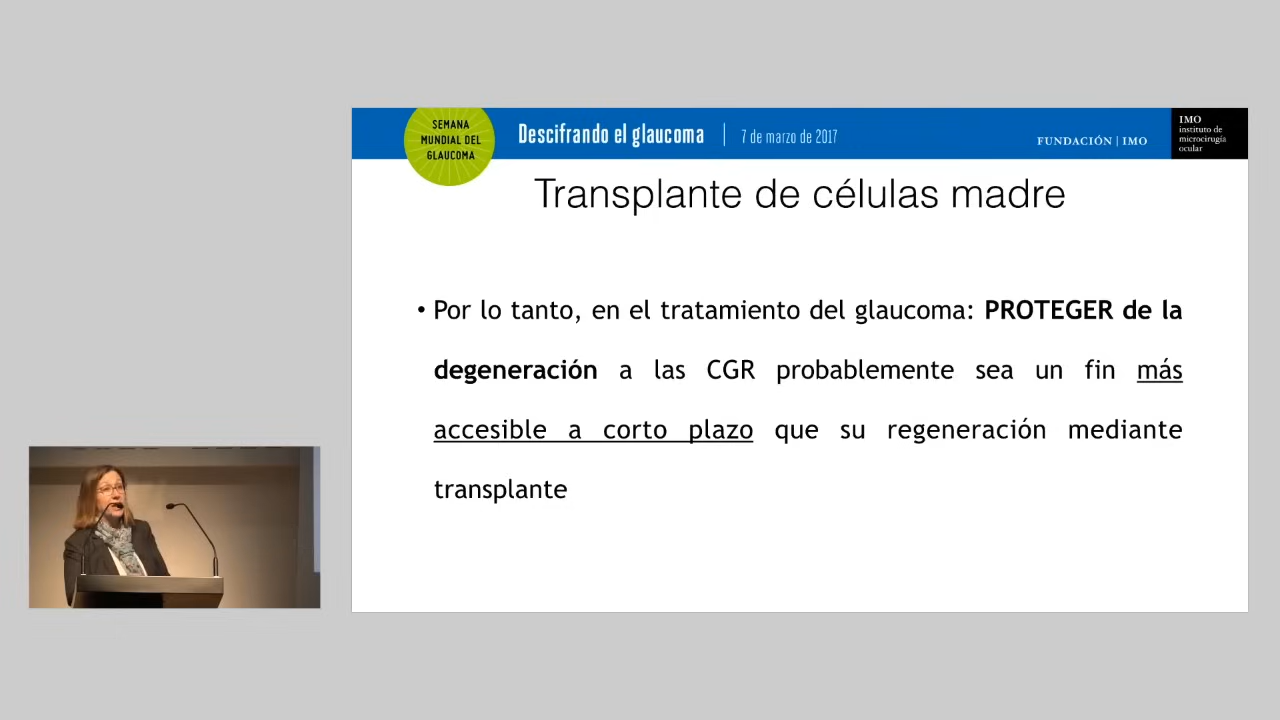 SEMANA
MUNDIAL DEL
GLAUCOMA
Descifrando el glaucoma | 7 de marzo de 2017
FUNDACIÓN | IMO
IMO
instituto de
microcirugía
ocular
Transplante de células madre
• Por lo tanto, en el tratamiento del glaucoma: PROTEGER de la
degeneración a las CGR probablemente sea un fin más
accesible a corto plazo que su regeneración mediante
transplante